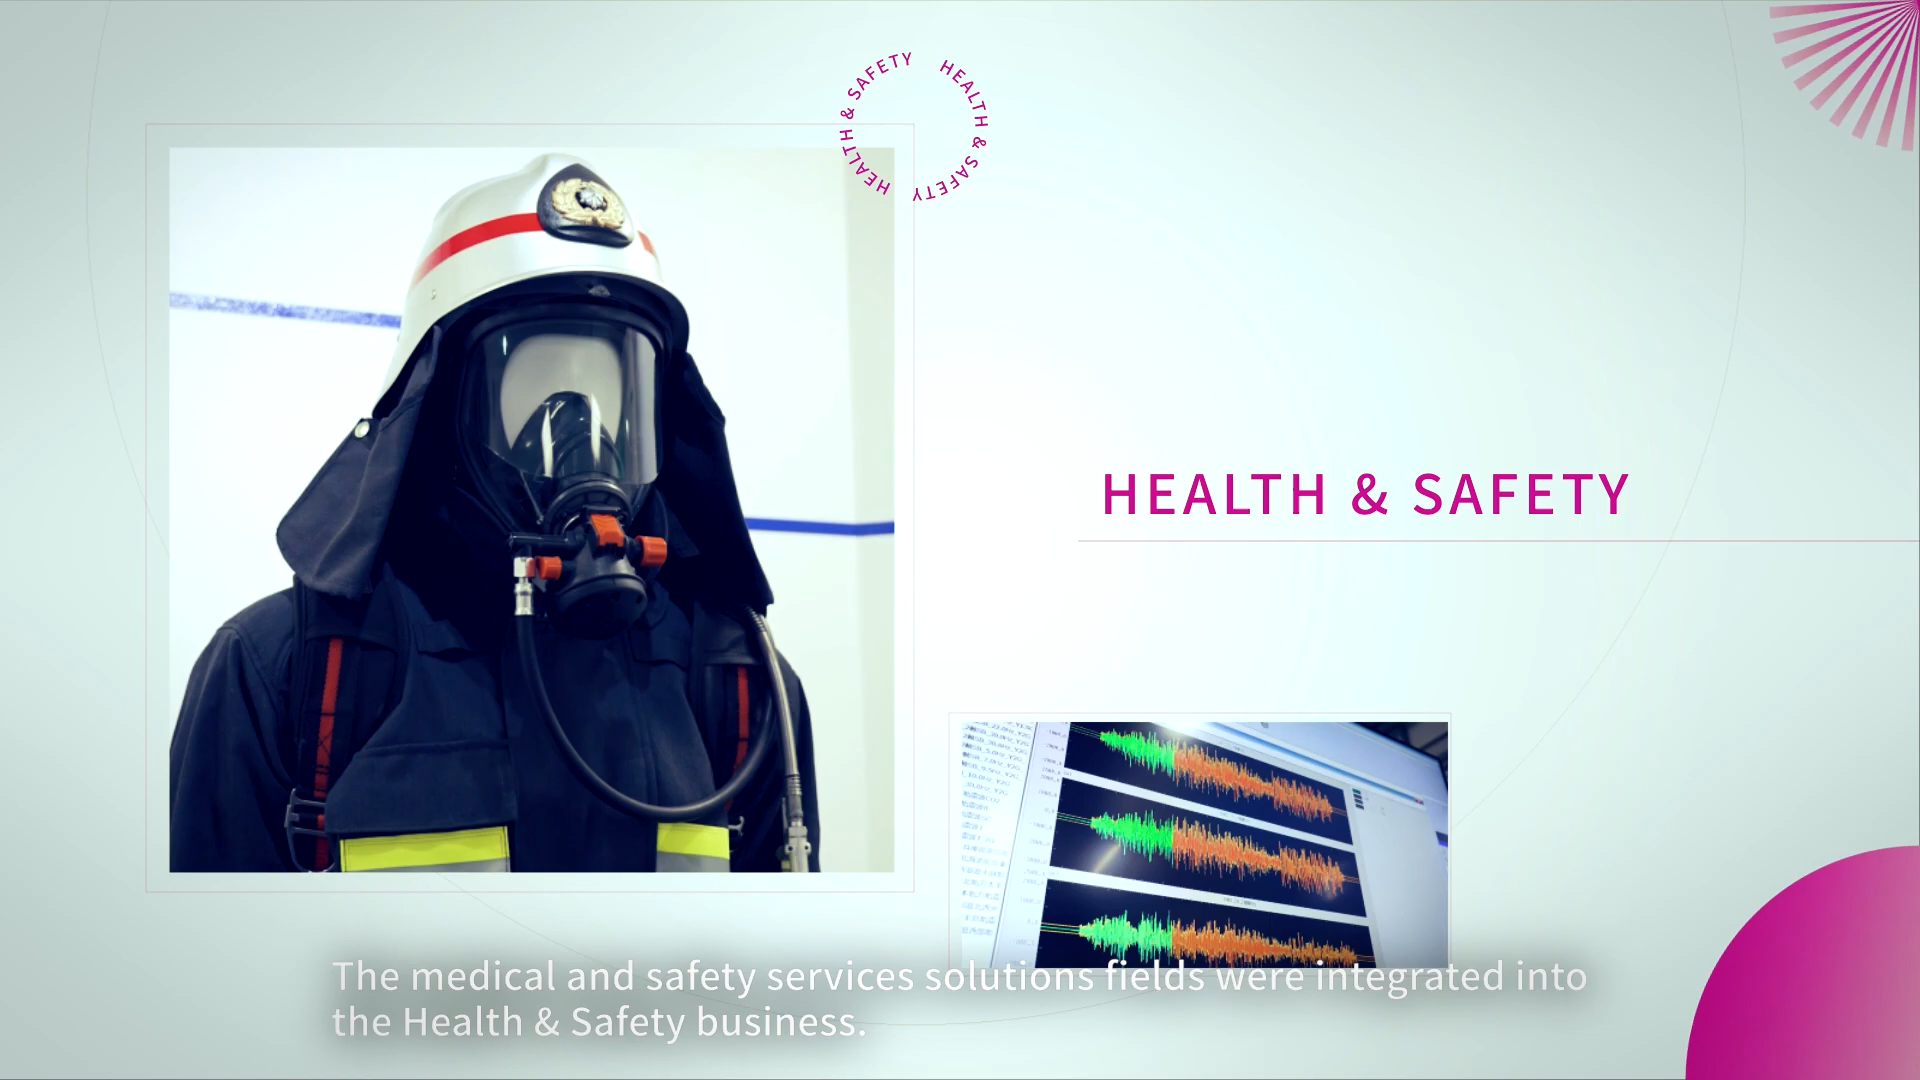 HEALTH & SAFETY HEALTH & SAFETY
HEALTH & SAFETY
The medical and safety services solutions fields were integrated into
the Health & Safety business.